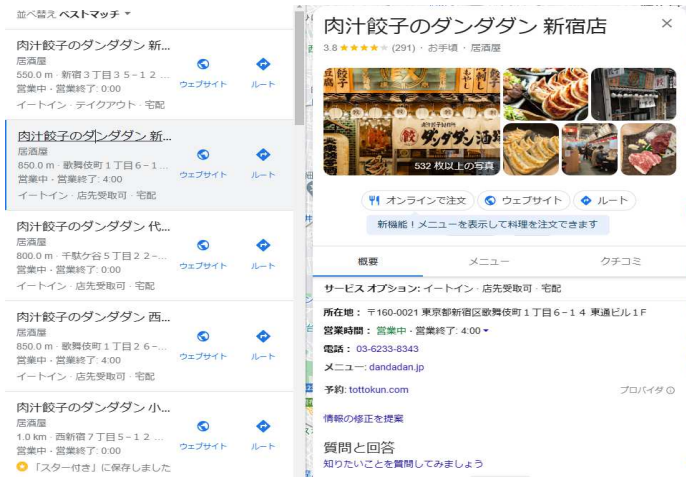 並べ替え ベストマッチ
肉汁餃子のダンダダン 新...
居酒屋
550.0 m · 新宿3丁目35-12 ...
営業中 · 営業終了: 0:00
イートイン · テイクアウト · 宅配
ウェブサイト
ルート
肉汁餃子のダンダダン 新...
居酒屋
850.0 m · 歌舞伎町1丁目6-1...
営業中 · 営業終了: 4:00
イートイン · 店先受取可 · 宅配
ウェブサイト
ルート
肉汁餃子のダンダダン 代...
居酒屋
800.0 m · 千駄ケ谷5丁目22-...
営業中 · 営業終了: 0:00
イートイン · 店先受取可 · 宅配
ウェブサイト
ルート
肉汁餃子のダンダダン 西...
居酒屋
850.0 m · 歌舞伎町1丁目26-...
営業中 · 営業終了: 4:00
イートイン · 店先受取可 · 宅配
ウェブサイト
ルート
肉汁餃子のダンダダン 小...
居酒屋
1.0 km · 西新宿7丁目5-12 ...
営業中 · 営業終了: 0:00
「スター付き」に保存しました
ウェブサイト
ルート
肉汁餃子のダンダダン 新宿店
3.8 ★★★★★ (291) · お手頃 · 居酒屋
餃子
ダンダダン酒場
532 枚以上の写真
オンラインで注文
ウェブサイト
ルート
新機能!メニューを表示して料理を注文できます
概要
メニュー
クチコミ
サービス オプション: イートイン · 店先受取可 · 宅配
所在地: 〒160-0021 東京都新宿区歌舞伎町1丁目6-14 東通ビル1F
営業時間: 営業中 · 営業終了: 4:00
電話: 03-6233-8343
メニュー: dandadan.jp
予約: tottokun.com
プロバイダ
情報の修正を提案
質問と回答
知りたいことを質問してみましょう